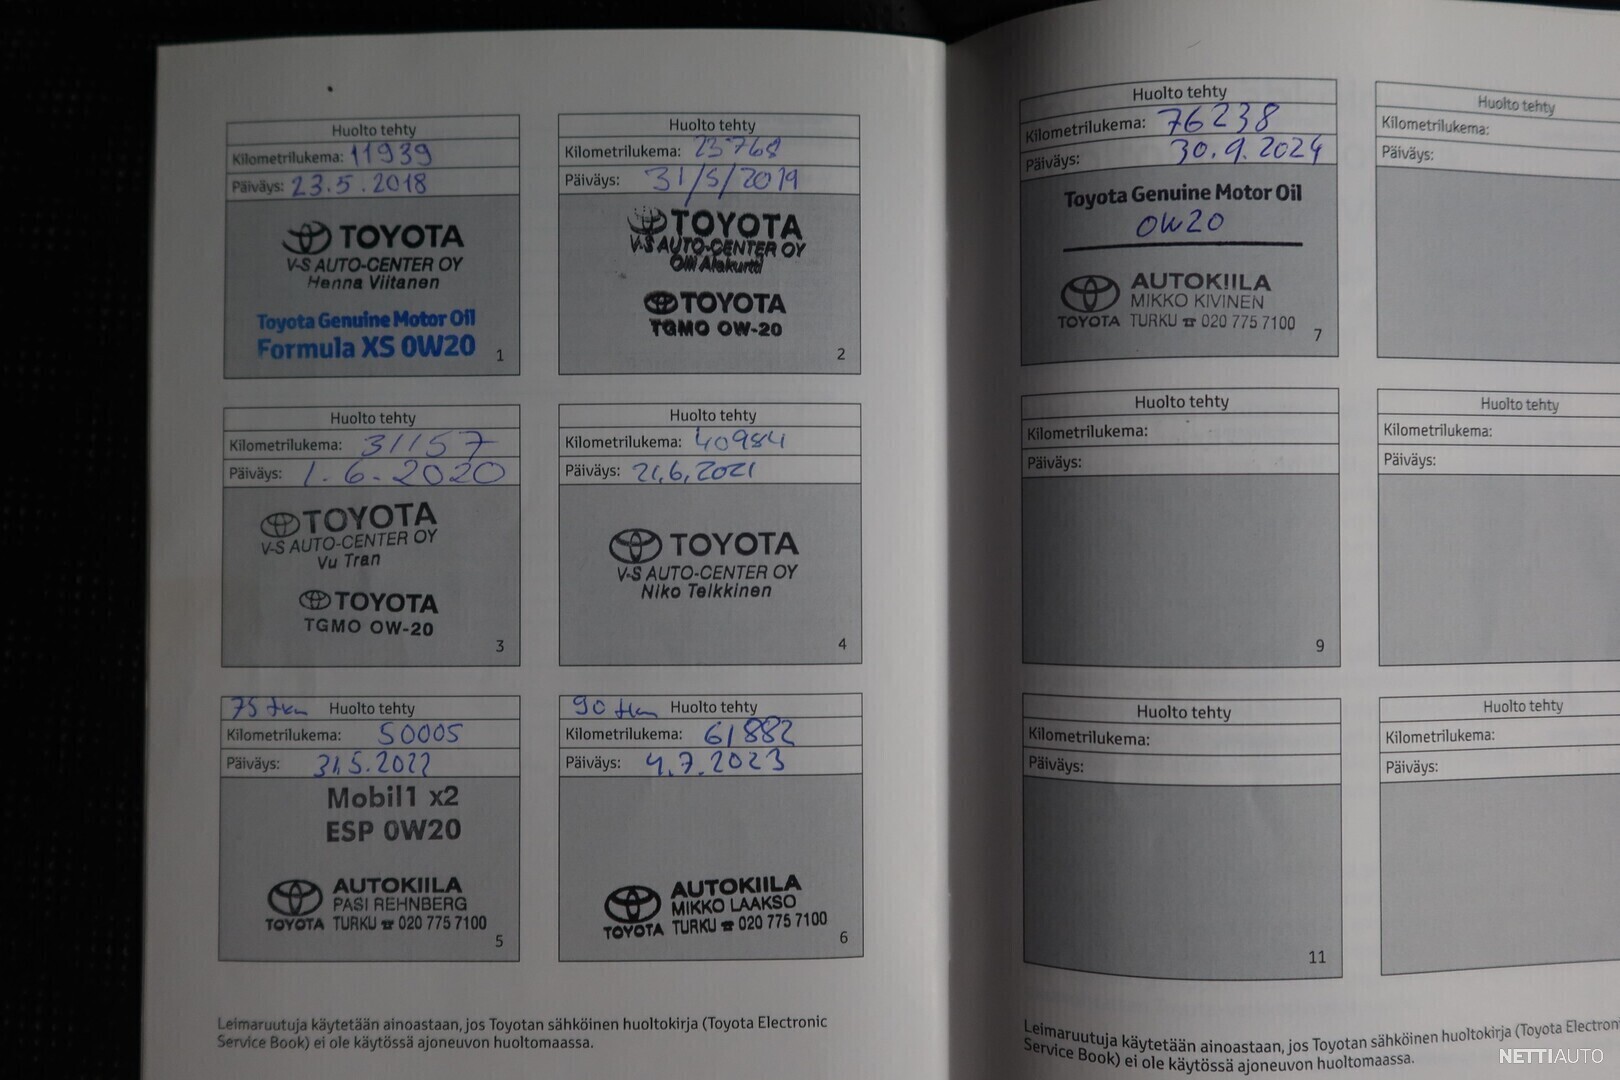 Huolto tehty
Kilometrilukema: 11939
Päiväys: 23.5.2018
TOYOTA
V-S AUTO-CENTER OY
Henna Viitanen
Toyota Genuine Motor Oil
Formula XS 0W20
1
Huolto tehty
Kilometrilukema: 23768
Päiväys: 31/5/2019
TOYOTA
V-S AUTO-CENTER OY
Olli Alakurtti
TOYOTA
TGMO 0W-20
2
Huolto tehty
Kilometrilukema: 31157
Päiväys: 1.6.2020
TOYOTA
V-S AUTO-CENTER OY
Vu Tran
TOYOTA
TGMO 0W-20
3
Huolto tehty
Kilometrilukema: 40984
Päiväys: 21,6,2021
TOYOTA
V-S AUTO-CENTER OY
Niko Telkkinen
4
75 tkm Huolto tehty
Kilometrilukema: 50005
Päiväys: 31.5.2022
Mobil1 x2
ESP 0W20
AUTOKIILA
PASI REHNBERG
TOYOTA TURKU ☎ 020 775 7100
5
90 tkm Huolto tehty
Kilometrilukema: 61882
Päiväys: 4.7.2023
AUTOKIILA
MIKKO LAAKSO
TOYOTA TURKU ☎ 020 775 7100
6
Leimaruutuja käytetään ainoastaan, jos Toyotan sähköinen huoltokirja (Toyota Electronic
Service Book) ei ole käytössä ajoneuvon huoltomaassa.
Huolto tehty
Kilometrilukema: 76238
Päiväys: 30.9.2024
Toyota Genuine Motor Oil
0W20
AUTOKIILA
MIKKO KIVINEN
TOYOTA TURKU ☎ 020 775 7100
7
Huolto tehty
Kilometrilukema:
Päiväys:
Huolto tehty
Kilometrilukema:
Päiväys:
9
Huolto tehty
Kilometrilukema:
Päiväys:
Huolto tehty
Kilometrilukema:
Päiväys:
11
Huolto tehty
Kilometrilukema:
Päiväys:
Leimaruutuja käytetään ainoastaan, jos Toyotan sähköinen huoltokirja (Toyota Electron
Service Book) ei ole käytössä ajoneuvon huoltomaassa.
NETTIAUTO